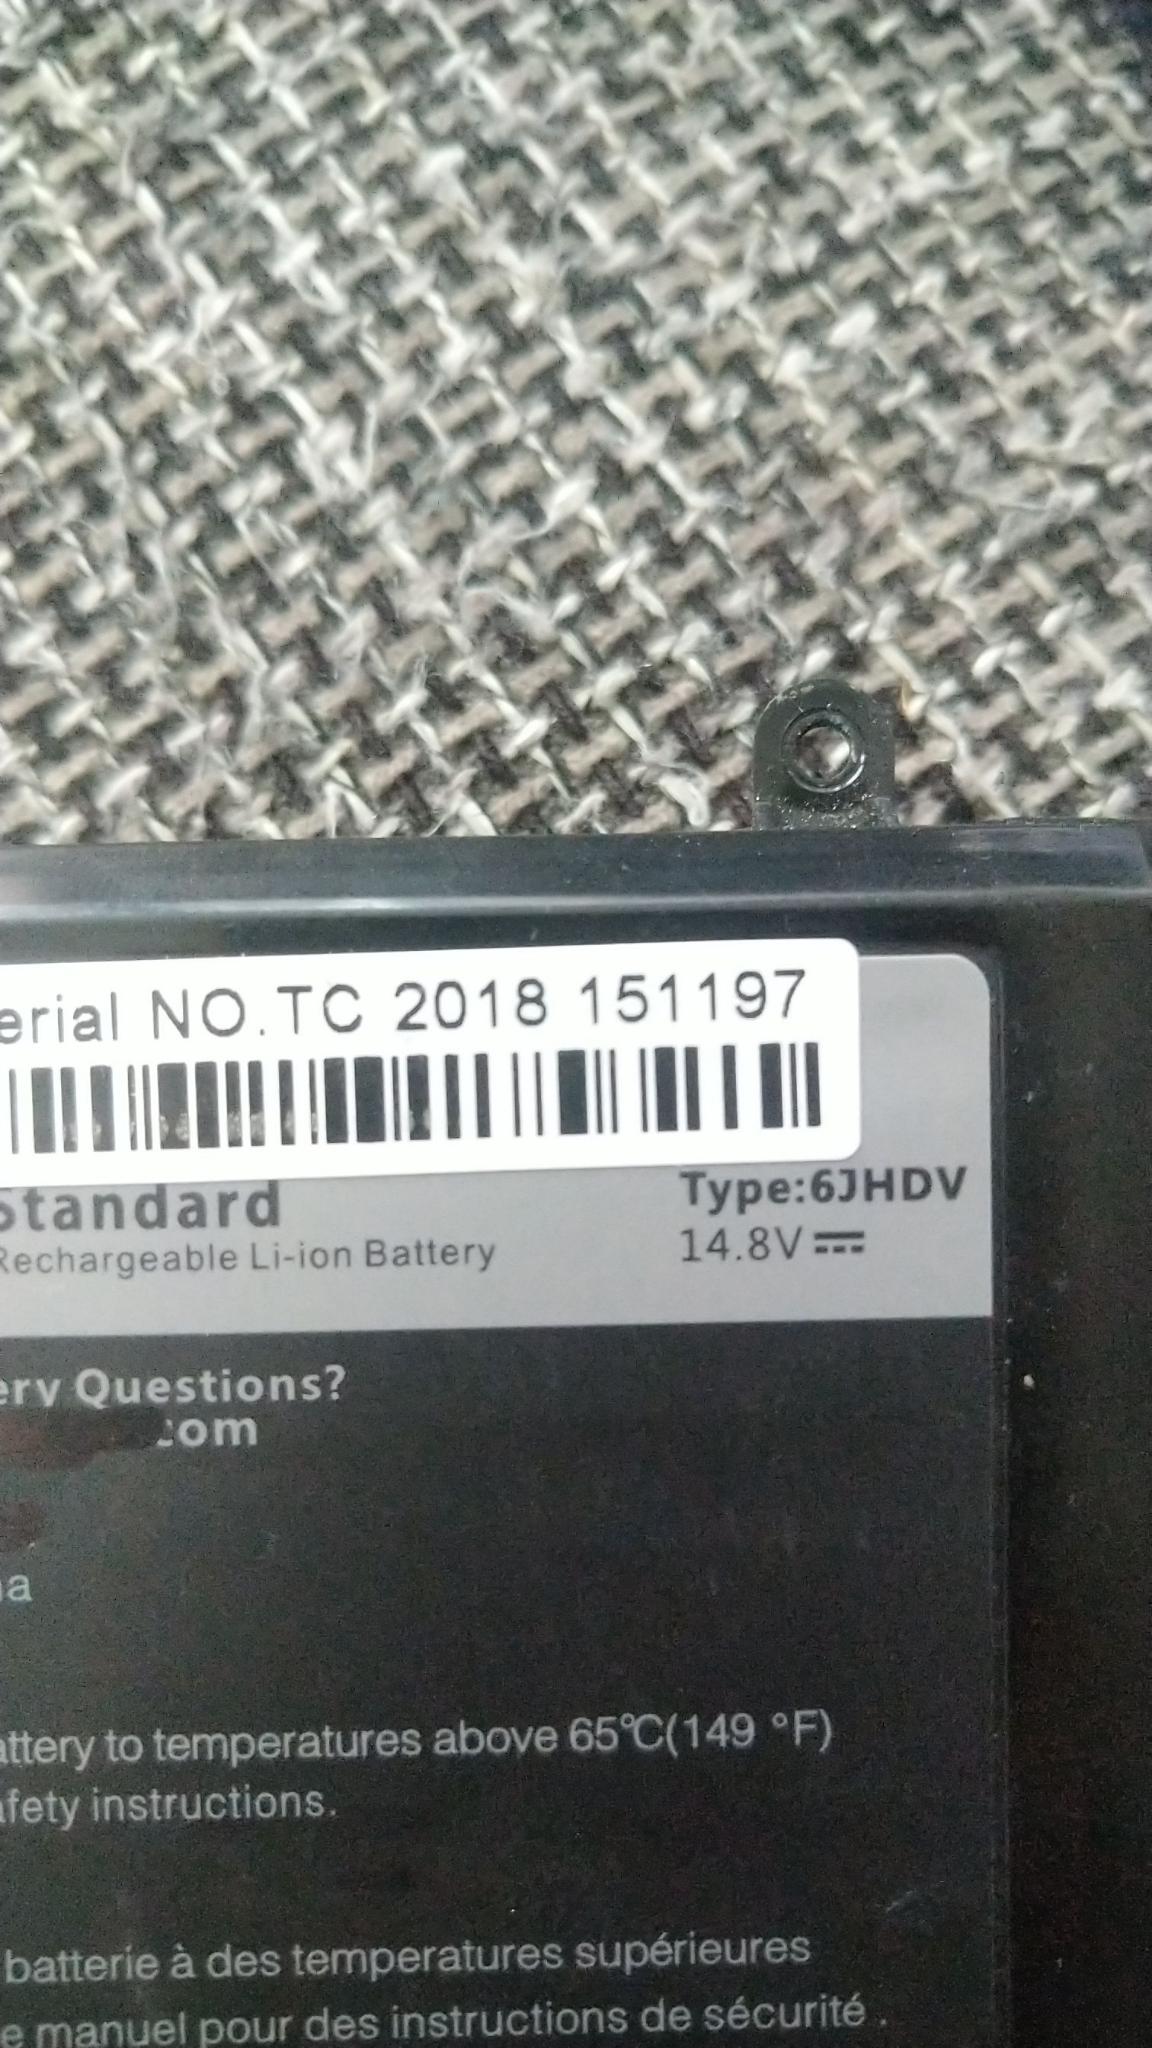 erial NO.TC 2018 151197
Standard
Type:6JHDV
Rechargeable Li-ion Battery
14.8V
ery Questions?
.com
na
attery to temperatures above 65℃(149 °F)
afety instructions.
batterie à des temperatures supérieures
e manuel pour des instructions de sécurité .